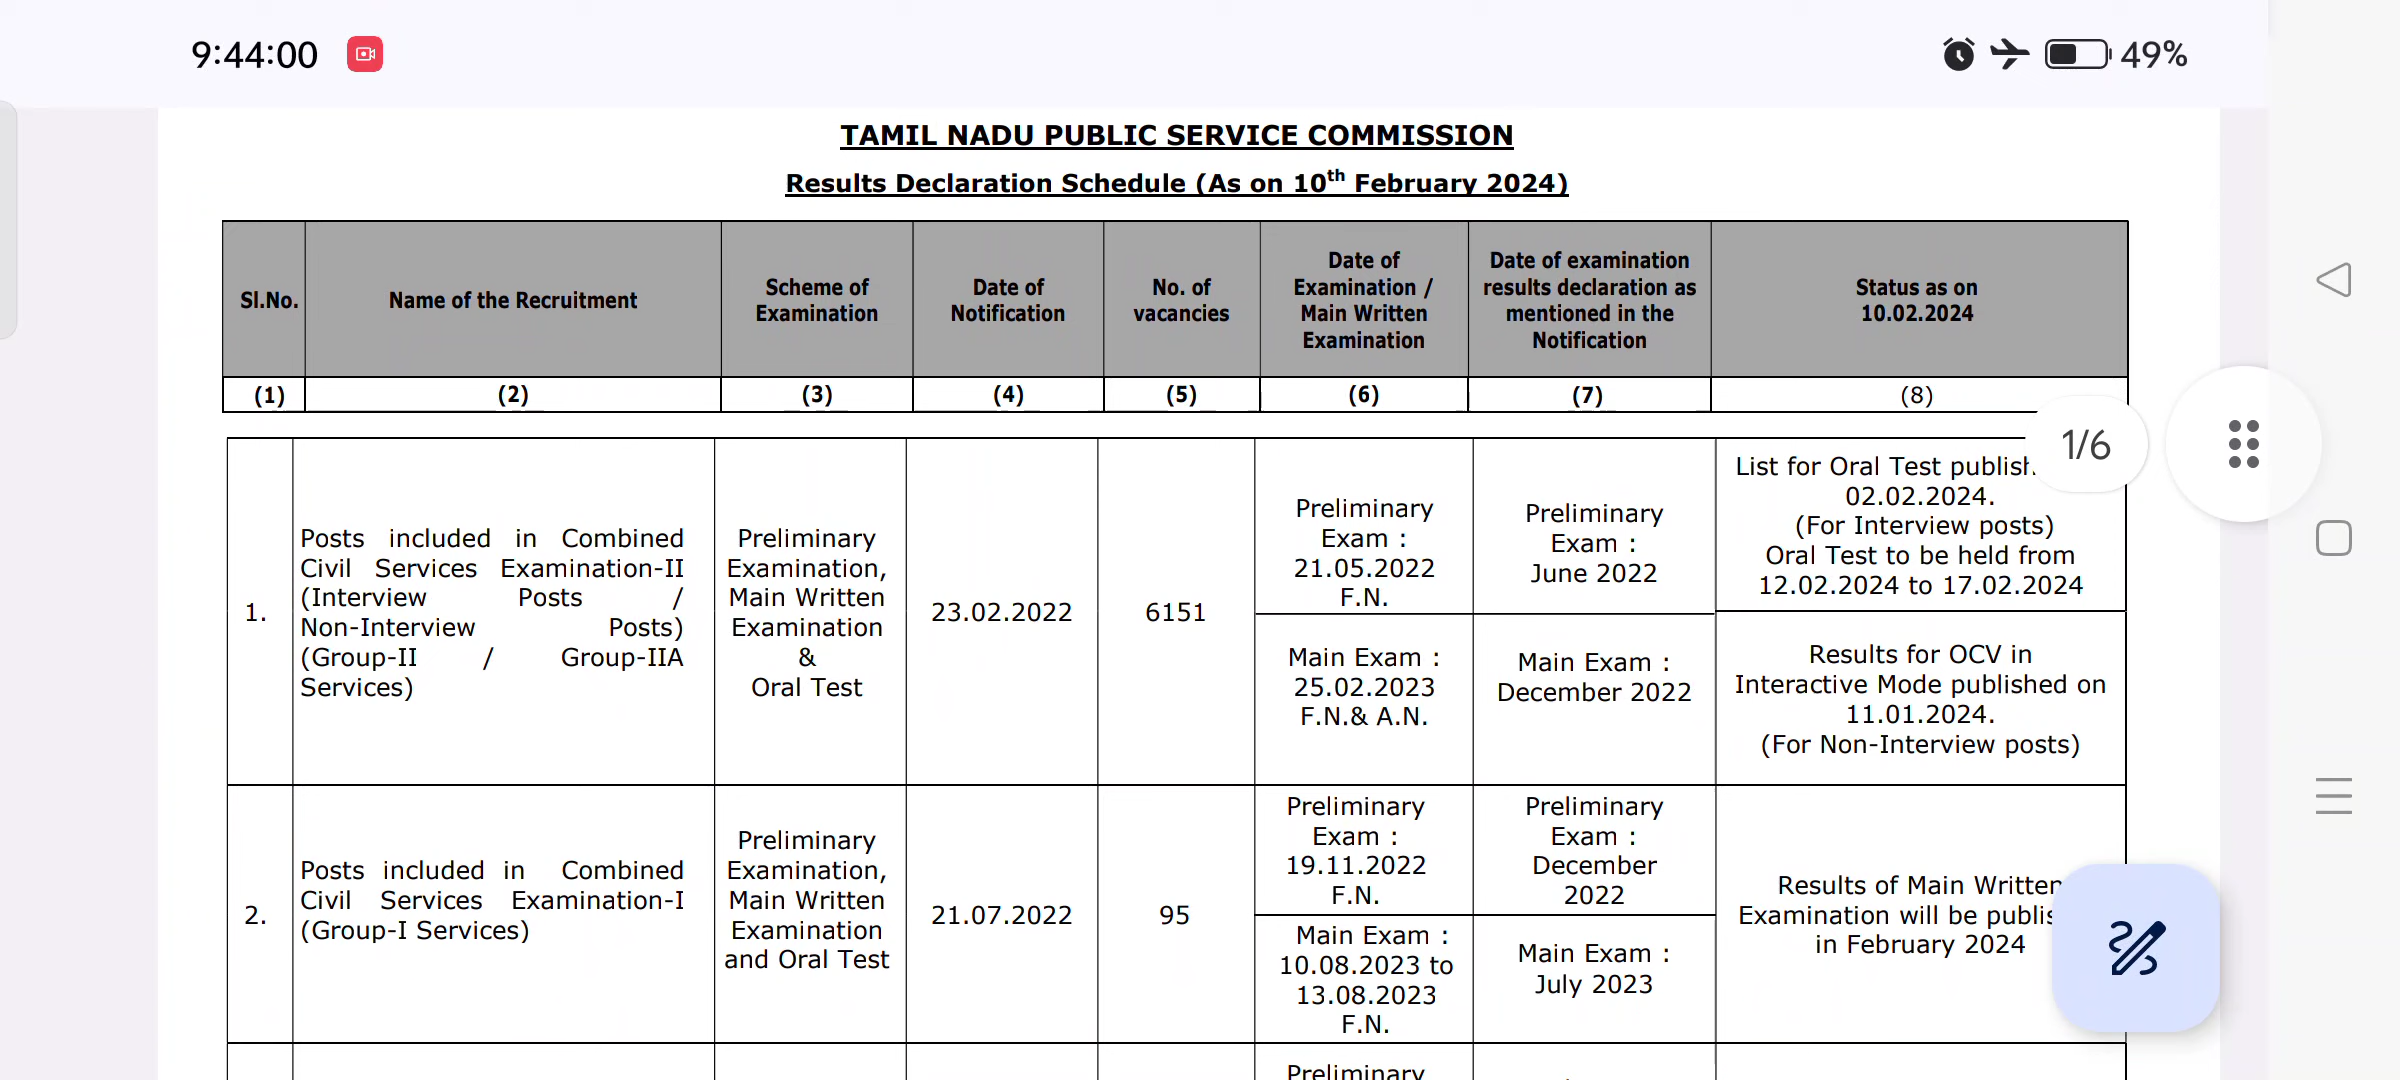 9:44:00
49%
TAMIL NADU PUBLIC SERVICE COMMISSION
Results Declaration Schedule (As on 10th February 2024)
Sl.No.
Name of the Recruitment
Scheme of
Examination
Date of
Notification
No. of
vacancies
Date of
Examination /
Main Written
Examination
Date of examination
results declaration as
mentioned in the
Notification
Status as on
10.02.2024
(1)
(2)
(3)
(4)
(5)
(6)
(7)
(8)
1/6
1.
Posts included in Combined
Civil Services Examination-II
(Interview Posts /
Non-Interview Posts)
(Group-II / Group-IIA
Services)
Preliminary
Examination,
Main Written
Examination
&
Oral Test
23.02.2022
6151
Preliminary
Exam :
21.05.2022
F.N.
Main Exam :
25.02.2023
F.N.& A.N.
Preliminary
Exam :
June 2022
Main Exam :
December 2022
List for Oral Test
02.02.2024.
(For Interview posts)
Oral Test to be held from
12.02.2024 to 17.02.2024
Results for OCV in
Interactive Mode published on
11.01.2024.
(For Non-Interview posts)
2.
Posts included in Combined
Civil Services Examination-I
(Group-I Services)
Preliminary
Examination,
Main Written
Examination
and Oral Test
21.07.2022
95
Preliminary
Exam :
19.11.2022
F.N.
Main Exam :
10.08.2023 to
13.08.2023
F.N.
Preliminary
Exam :
December
2022
Main Exam :
July 2023
Results of Main Written
Examination will be
in February 2024
Preliminary